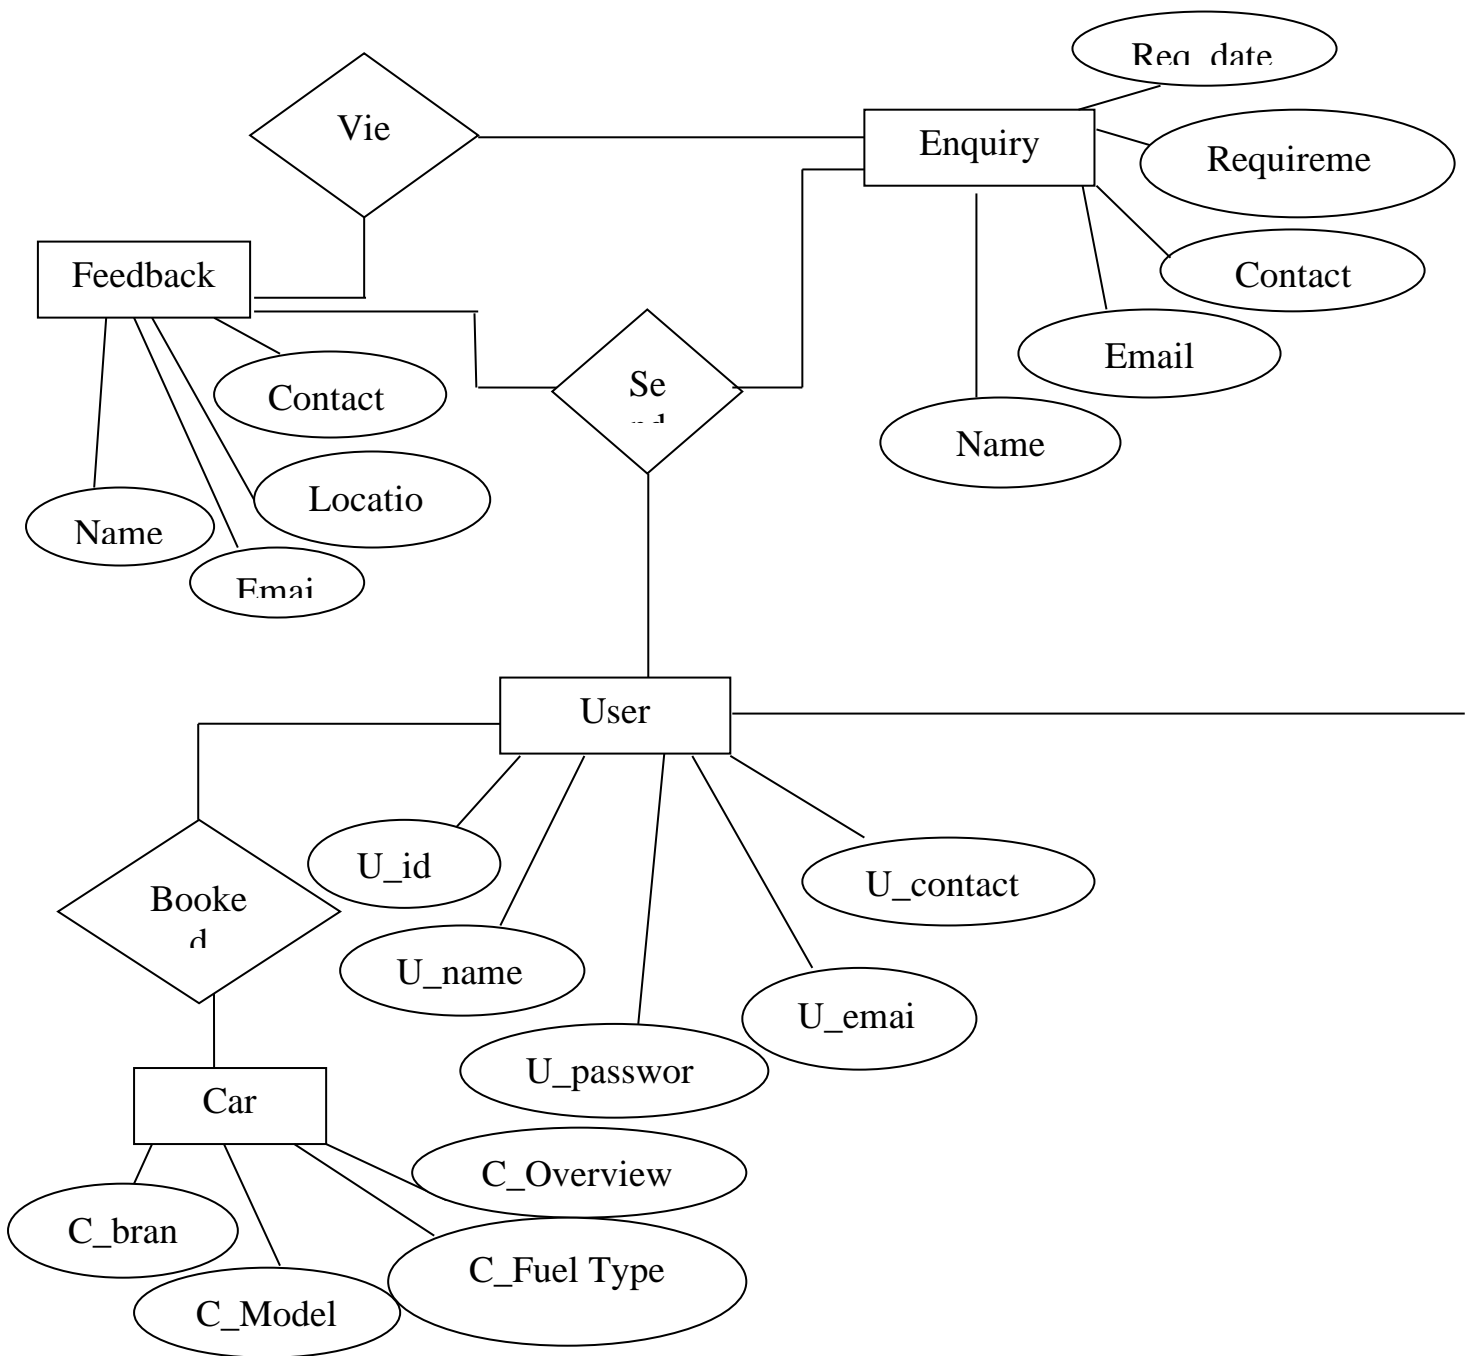 Req_date
Vie
Enquiry
Requireme
Feedback
Contact
Email
Se
nd
Contact
Name
Locatio
Name
Emai
User
U_id
U_contact
Booke
d
U_name
U_emai
U_passwor
Car
C_Overview
C_bran
C_Fuel Type
C_Model